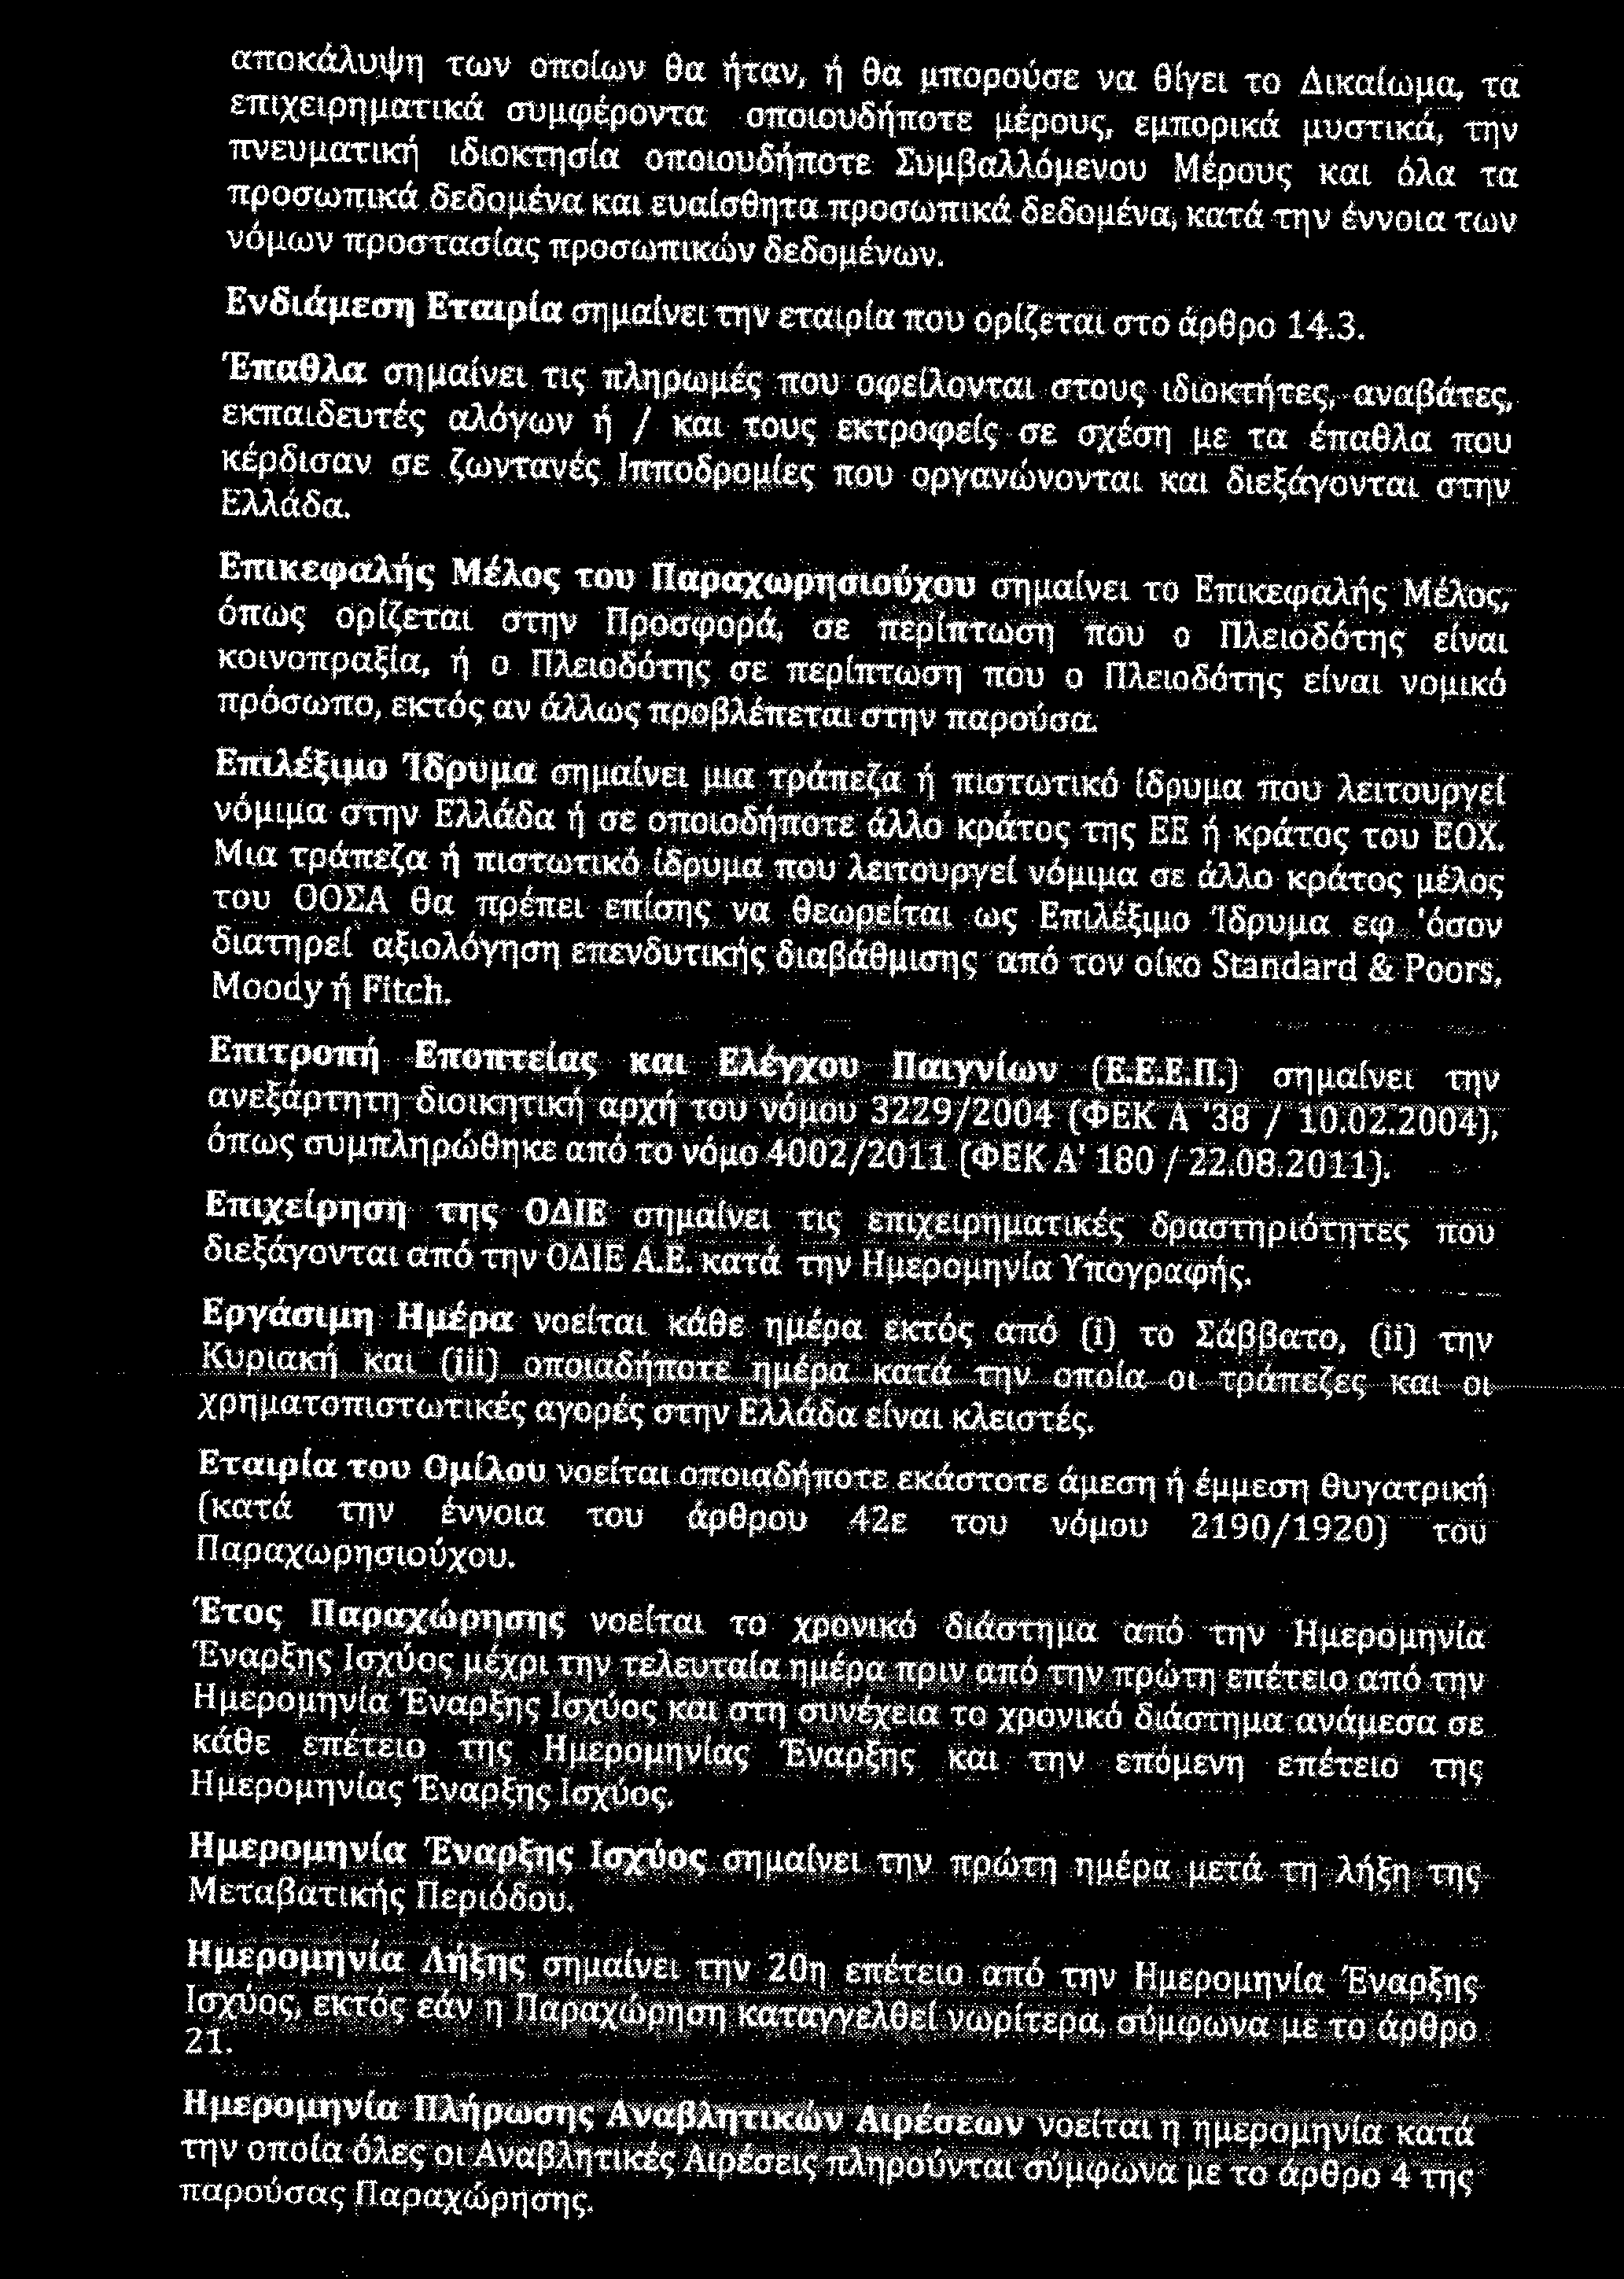 αποκάλυψη των οποίων θα ήταν, ή θα μπορούσε να θίγει το Δικαίωμα, τα
επιχειρηματικά συμφέροντα οποιουδήποτε μέρους, εμπορικά μυστικά, την
πνευματική ιδιοκτησία οποιουδήποτε Συμβαλλόμενου Μέρους και όλα τα
προσωπικά δεδομένα και ευαίσθητα προσωπικά δεδομένα, κατά την έννοια των
νόμων προστασίας προσωπικών δεδομένων.
Ενδιάμεση Εταιρία σημαίνει την εταιρία που ορίζεται στο άρθρο 14.3.
Έπαθλα σημαίνει τις πληρωμές που οφείλονται στους ιδιοκτήτες, αναβάτες,
εκπαιδευτές αλόγων ή / και τους εκτροφείς σε σχέση με τα έπαθλα που
κέρδισαν σε ζωντανές Ιπποδρομίες που οργανώνονται και διεξάγονται στην
Ελλάδα.
Επικεφαλής Μέλος του Παραχωρησιούχου σημαίνει το Επικεφαλής Μέλος,
όπως ορίζεται στην Προσφορά, σε περίπτωση που ο Πλειοδότης είναι
κοινοπραξία, ή ο Πλειοδότης σε περίπτωση που ο Πλειοδότης είναι νομικό
πρόσωπο, εκτός αν άλλως προβλέπεται στην παρούσα.
Επιλέξιμο Ίδρυμα σημαίνει μια τράπεζα ή πιστωτικό ίδρυμα που λειτουργεί
νόμιμα στην Ελλάδα ή σε οποιοδήποτε άλλο κράτος της ΕΕ ή κράτος του ΕΟΧ.
Μια τράπεζα ή πιστωτικό ίδρυμα που λειτουργεί νόμιμα σε άλλο κράτος μέλος
του ΟΟΣΑ θα πρέπει επίσης να θεωρείται ως Επιλέξιμο Ίδρυμα εφ 'όσον
διατηρεί αξιολόγηση επενδυτικής διαβάθμισης από τον οίκο Standard & Poors,
Moody ή Fitch.
Επιτροπή Εποπτείας και Ελέγχου Παιγνίων (Ε.Ε.Ε.Π.) σημαίνει την
ανεξάρτητη διοικητική αρχή του νόμου 3229/2004 (ΦΕΚ Α '38 / 10.02.2004),
όπως συμπληρώθηκε από το νόμο 4002/2011 (ΦΕΚ Α' 180 / 22.08.2011).
Επιχείρηση της ΟΔΙΕ σημαίνει τις επιχειρηματικές δραστηριότητες που
διεξάγονται από την ΟΔΙΕ Α.Ε. κατά την Ημερομηνία Υπογραφής.
Εργάσιμη Ημέρα νοείται κάθε ημέρα εκτός από (i) το Σάββατο, (ii) την
Κυριακή και (iii) οποιαδήποτε ημέρα κατά την οποία οι τράπεζες και οι
χρηματοπιστωτικές αγορές στην Ελλάδα είναι κλειστές.
Εταιρία του Ομίλου νοείται οποιαδήποτε εκάστοτε άμεση ή έμμεση θυγατρική
(κατά την έννοια του άρθρου 42ε του νόμου 2190/1920) του
Παραχωρησιούχου.
Έτος Παραχώρησης νοείται το χρονικό διάστημα από την Ημερομηνία
Έναρξης Ισχύος μέχρι την τελευταία ημέρα πριν από την πρώτη επέτειο από την
Ημερομηνία Έναρξης Ισχύος και στη συνέχεια το χρονικό διάστημα ανάμεσα σε
κάθε επέτειο της Ημερομηνίας Έναρξης και την επόμενη επέτειο της
Ημερομηνίας Έναρξης Ισχύος.
Ημερομηνία Έναρξης Ισχύος σημαίνει την πρώτη ημέρα μετά τη λήξη της
Μεταβατικής Περιόδου.
Ημερομηνία Λήξης σημαίνει την 20η επέτειο από την Ημερομηνία Έναρξης
Ισχύος, εκτός εάν η Παραχώρηση καταγγελθεί νωρίτερα, σύμφωνα με το άρθρο
21.
Ημερομηνία Πλήρωσης Αναβλητικών Αιρέσεων νοείται η ημερομηνία κατά
την οποία όλες οι Αναβλητικές Αιρέσεις πληρούνται σύμφωνα με το άρθρο 4 της
παρούσας Παραχώρησης.